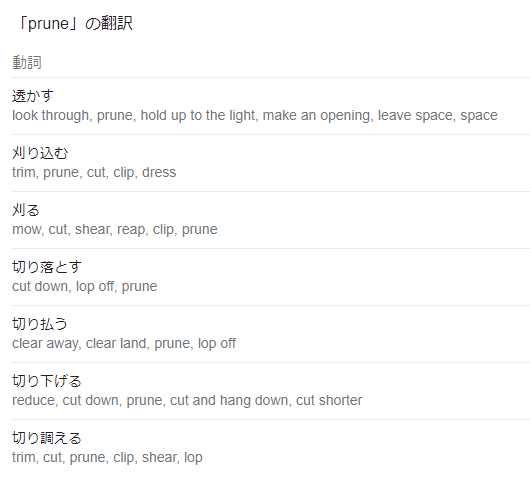 「prune」の翻訳
動詞
透かす
look through, prune, hold up to the light, make an opening, leave space, space
刈り込む
trim, prune, cut, clip, dress
刈る
mow, cut, shear, reap, clip, prune
切り落とす
cut down, lop off, prune
切り払う
clear away, clear land, prune, lop off
切り下げる
reduce, cut down, prune, cut and hang down, cut shorter
切り調える
trim, cut, prune, clip, shear, lop